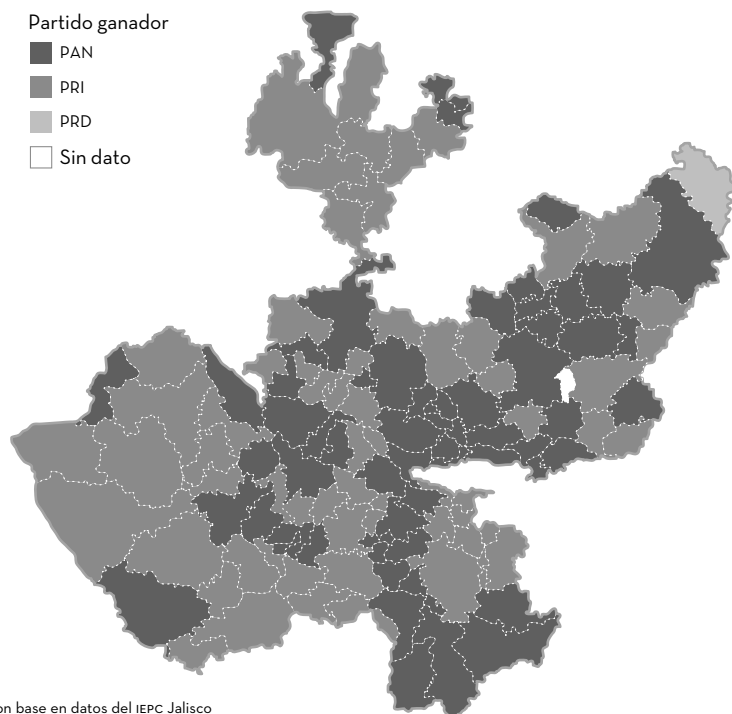 Partido ganador
PAN
PRI
PRD
Sin dato
on base en datos del IEPC Jalisco